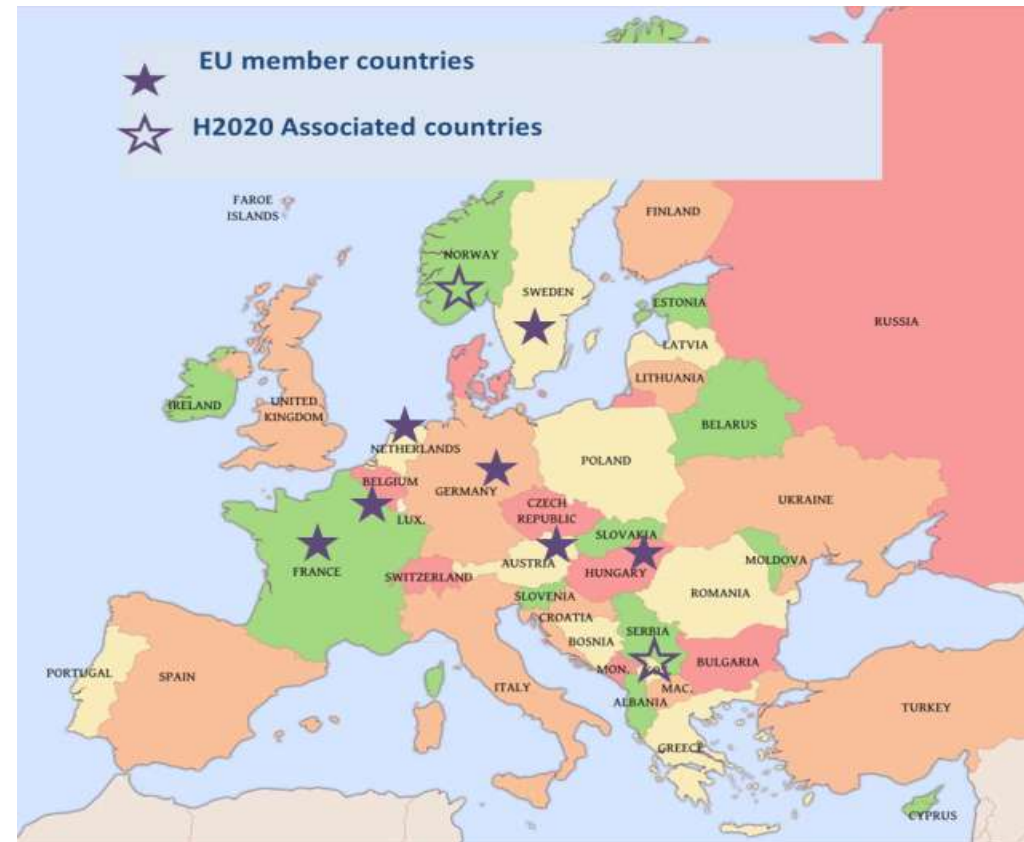 EU member countries
H2020 Associated countries
FAROE
ISLANDS
FINLAND
NORWAY
SWEDEN
ESTONIA
RUSSIA
LATVIA
LITHUANIA
IRELAND
UNITED
KINGDOM
BELARUS
NETHERLANDS
POLAND
BELGIUM
GERMANY
UKRAINE
CZECH
REPUBLIC
LUX.
SLOVAKIA
FRANCE
AUSTRIA
HUNGARY
MOLDOVA
SWITZERLAND
ROMANIA
SLOVENIA
CROATIA
SERBIA
BOSNIA
PORTUGAL
SPAIN
MON.
BULGARIA
ITALY
MAC.
ALBANIA
TURKEY
GREECE
CYPRUS